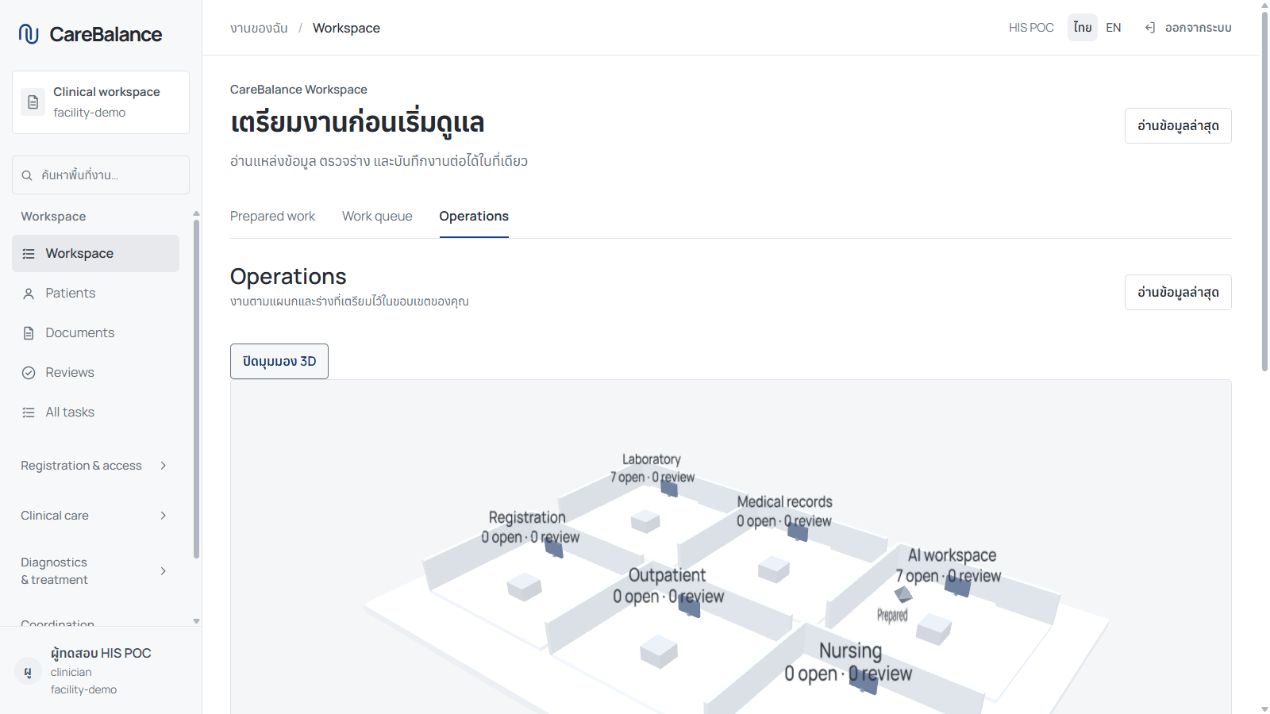 CareBalance
Clinical workspace
facility-demo
ค้นหาพื้นที่งาน...
Workspace
Workspace
Patients
Documents
Reviews
All tasks
Registration & access
Clinical care
Diagnostics
& treatment
Coordination
ผู้ทดสอบ HIS POC
ผู้
clinician
facility-demo
งานของฉัน / Workspace
HIS POC ไทย EN ออกจากระบบ
CareBalance Workspace
เตรียมงานก่อนเริ่มดูแล
อ่านข้อมูลล่าสุด
อ่านแหล่งข้อมูล ตรวจร่าง และบันทึกงานต่อได้ในที่เดียว
Prepared work Work queue Operations
Operations
งานตามแผนกและร่างที่เตรียมไว้ในขอบเขตของคุณ
อ่านข้อมูลล่าสุด
ปิดมุมมอง 3D
Laboratory
7 open · 0 review
Medical records
0 open · 0 review
Registration
0 open · 0 review
AI workspace
7 open · 0 review
Outpatient
0 open · 0 review
Prepared
Nursing
0 open · 0 review